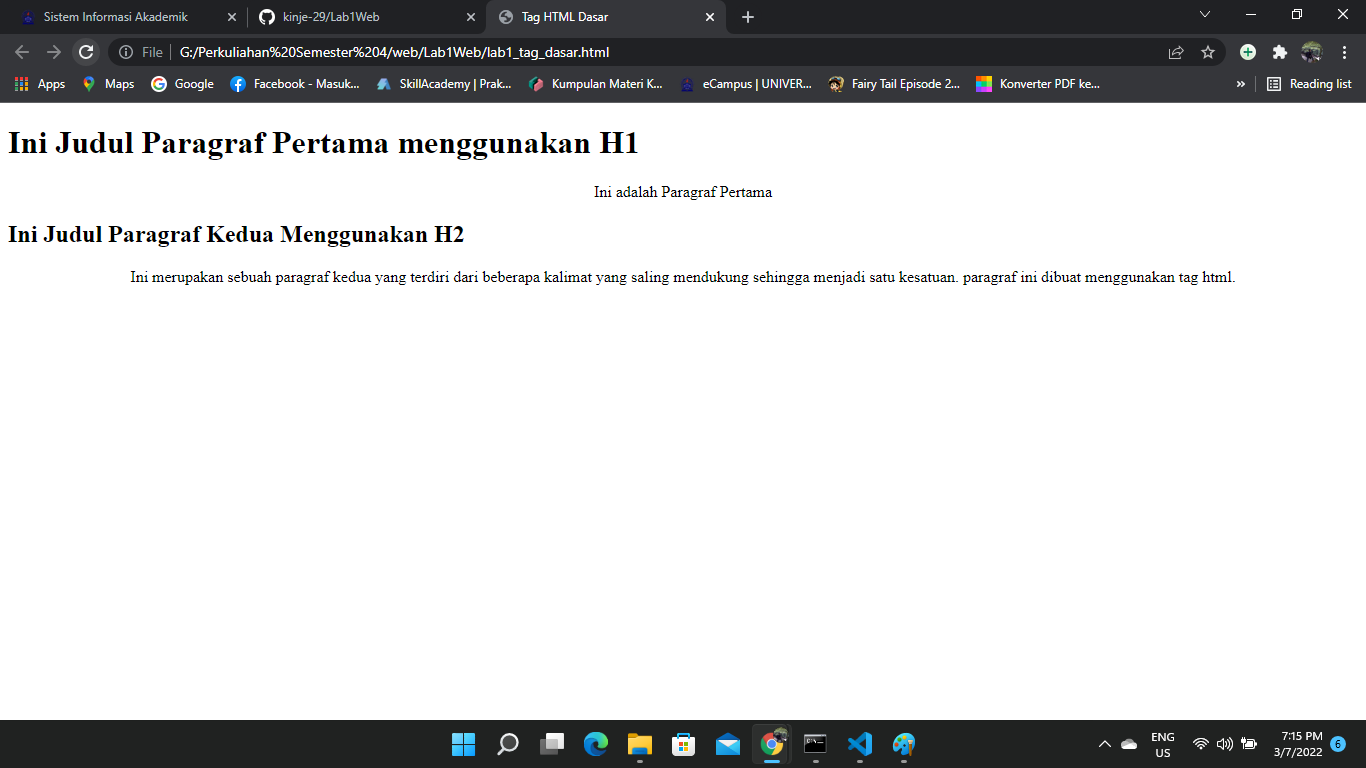 Sistem Informasi Akademik
kinje-29/Lab1Web
Tag HTML Dasar
File
G:/Perkuliahan%20Semester%204/web/Lab1Web/lab1_tag_dasar.html
Apps
Maps
Google
Facebook - Masuk...
SkillAcademy | Prak...
Kumpulan Materi K...
eCampus | UNIVER...
Fairy Tail Episode 2...
Konverter PDF ke...
»
Reading list
Ini Judul Paragraf Pertama menggunakan H1
Ini adalah Paragraf Pertama
Ini Judul Paragraf Kedua Menggunakan H2
Ini merupakan sebuah paragraf kedua yang terdiri dari beberapa kalimat yang saling mendukung sehingga menjadi satu kesatuan. paragraf ini dibuat menggunakan tag html.
ENG
US
7:15 PM
3/7/2022
6